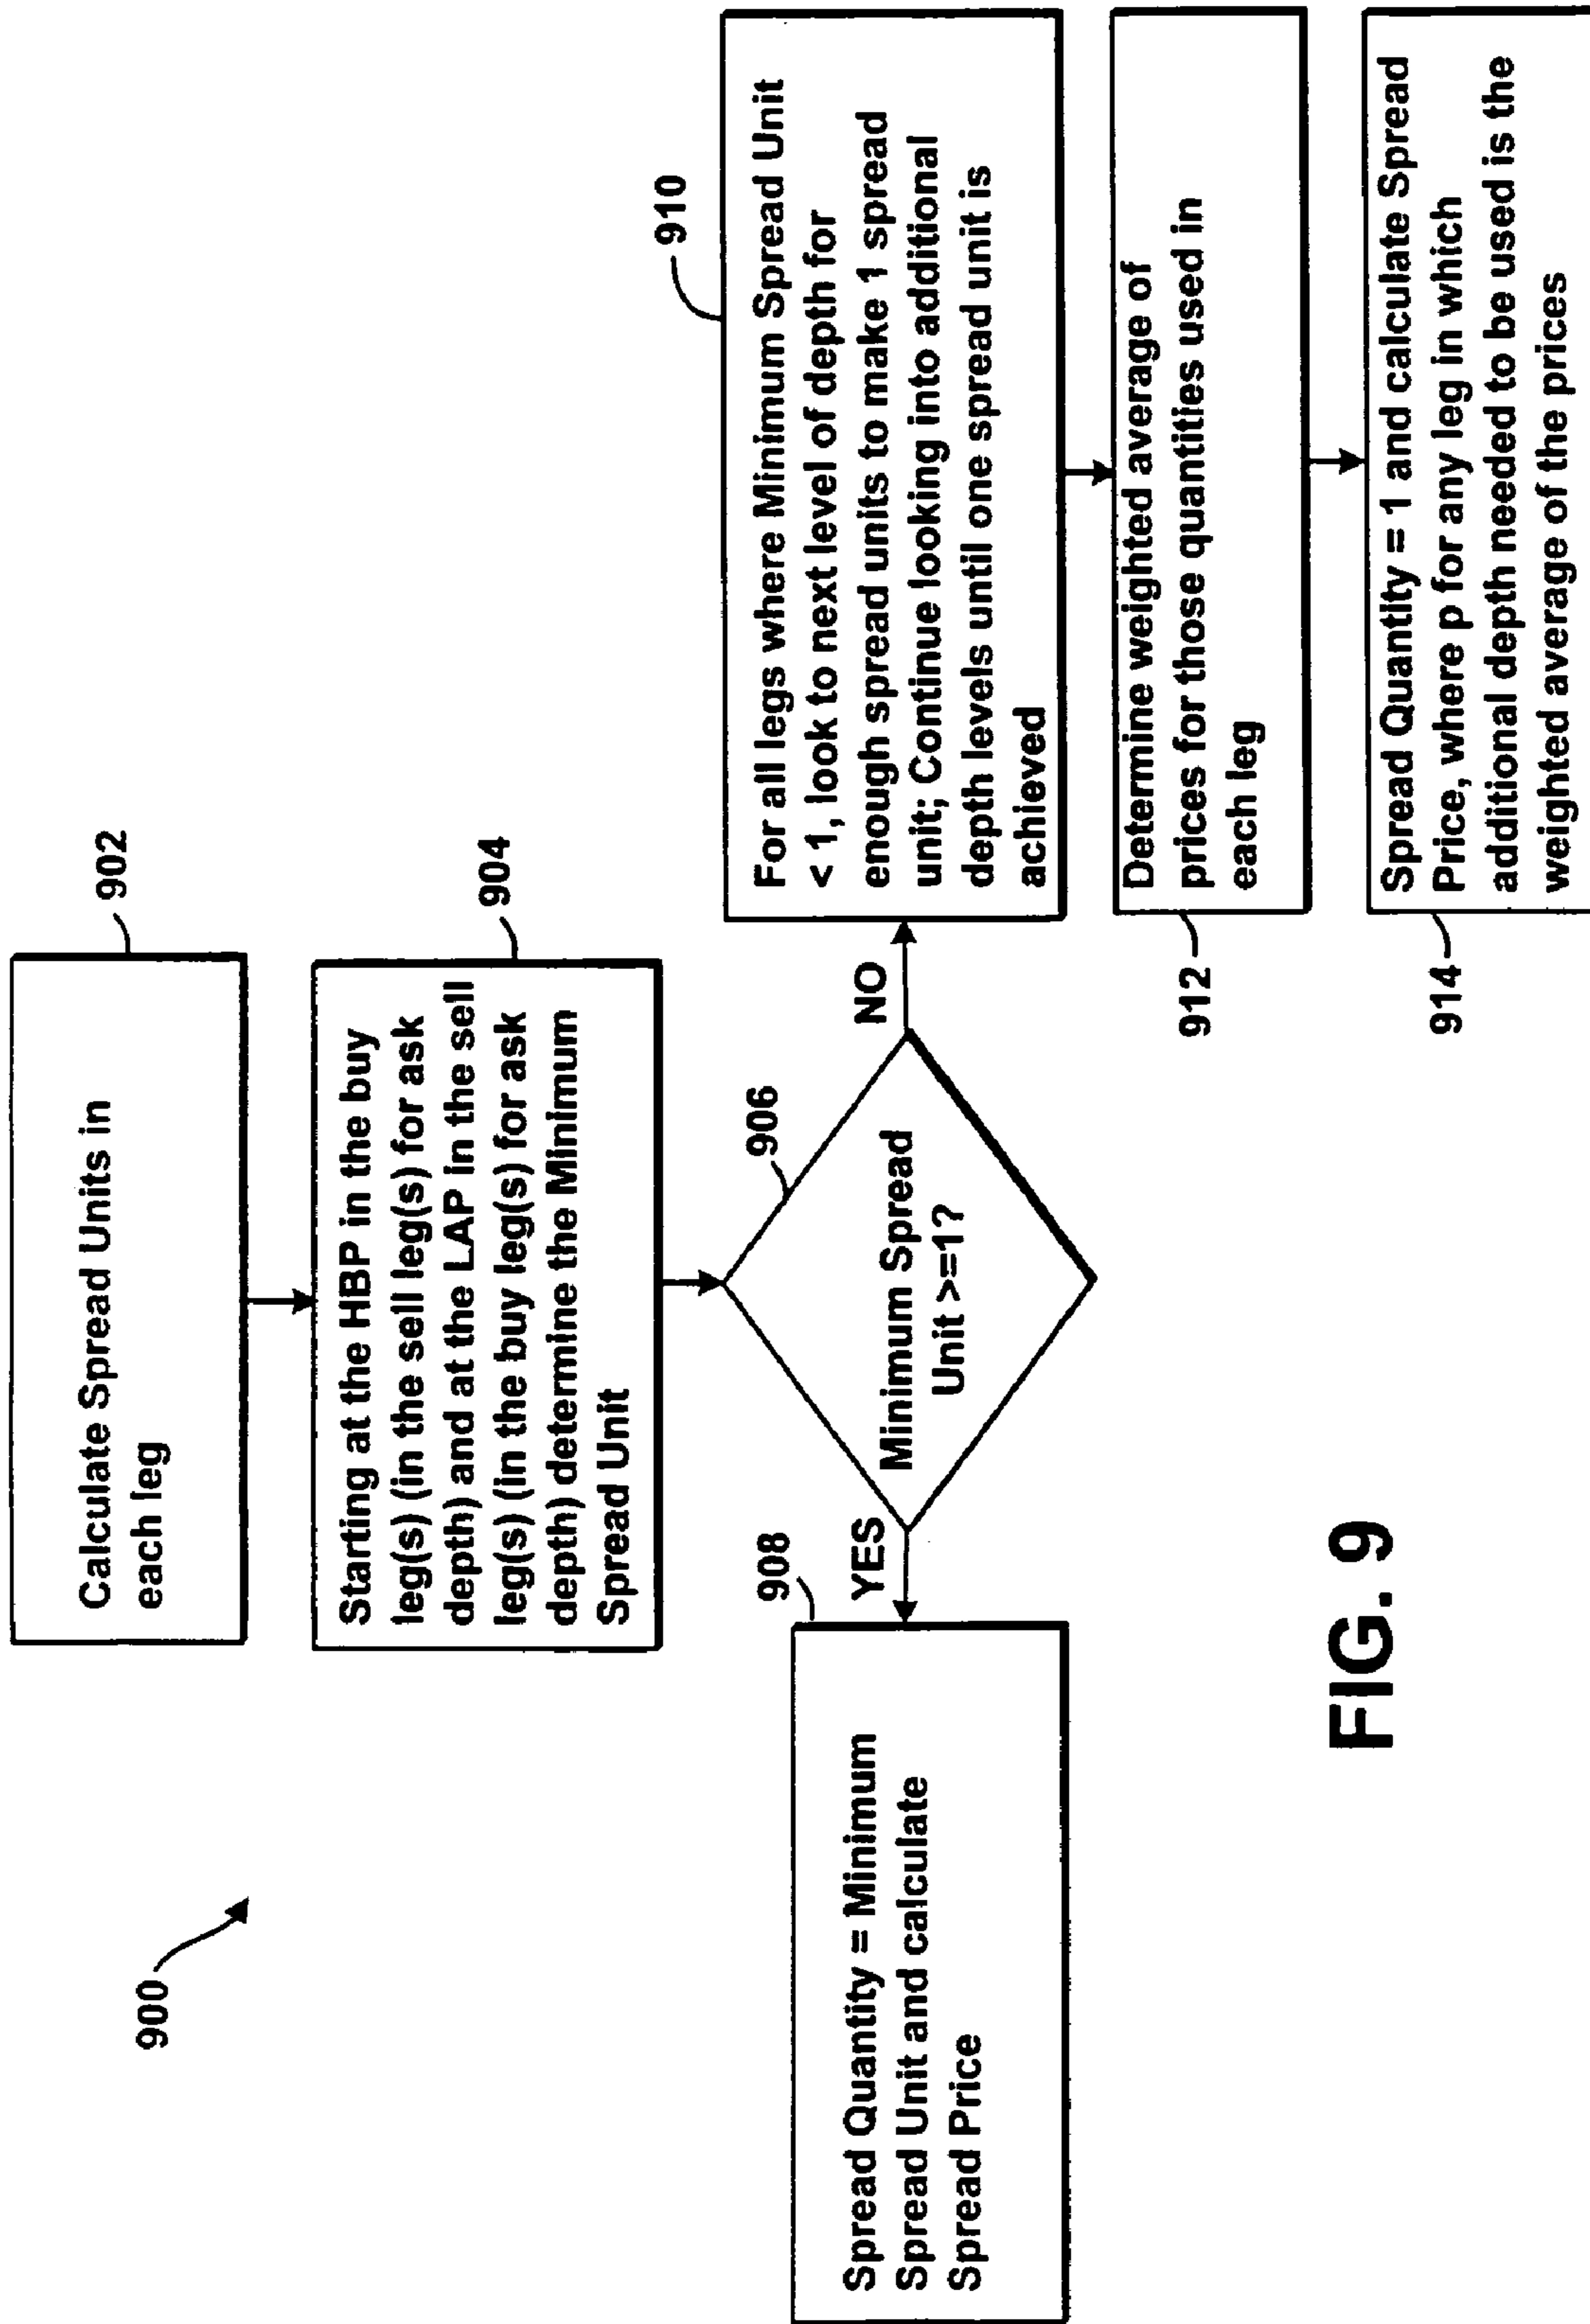 900
902
Calculate Spread Units in
each leg
904
Starting at the HBP in the buy
leg(s) (in the sell leg(s) for ask
depth) and at the LAP in the sell
leg(s) (in the buy leg(s) for ask
depth) determine the Minimum
Spread Unit
906
Minimum Spread
Unit >=1?
YES
908
Spread Quantity = Minimum
Spread Unit and calculate
Spread Price
NO
910
For all legs where Minimum Spread Unit
< 1, look to next level of depth for
enough spread units to make 1 spread
unit; Continue looking into additional
depth levels until one spread unit is
achieved
912
Determine weighted average of
prices for those quantities used in
each leg
914
Spread Quantity = 1 and calculate Spread
Price, where p for any leg in which
additional depth needed to be used is the
weighted average of the prices
FIG. 9